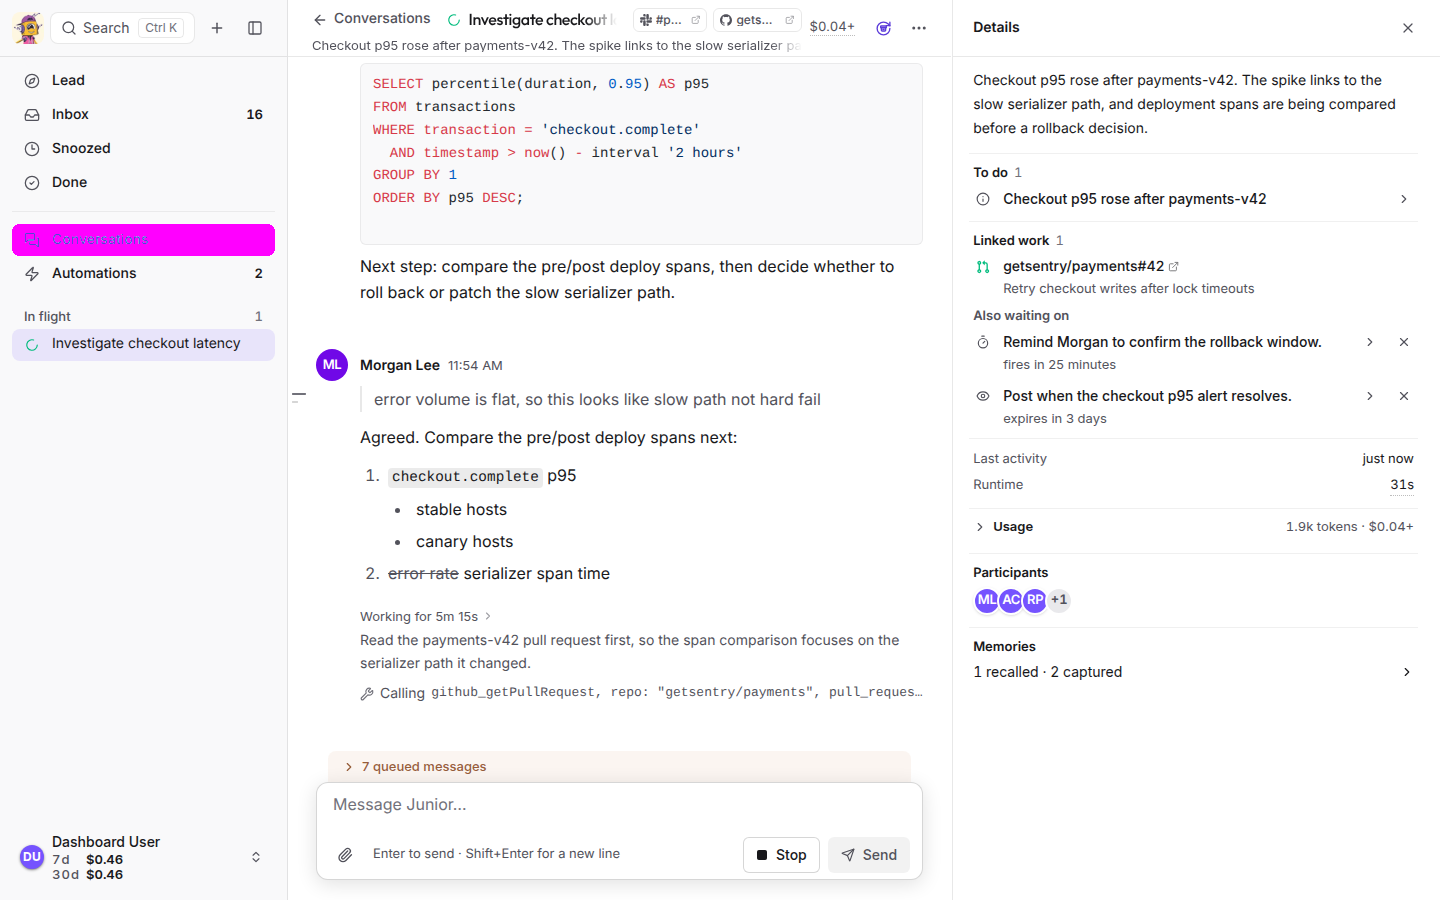 Search Ctrl K
Lead
Inbox 16
Snoozed
Done
Conversations
Automations 2
In flight 1
Investigate checkout latency
Dashboard User
DU
7d $0.46
30d $0.46
Conversations
Investigate checkout
#p...
gets...
$0.04+
Checkout p95 rose after payments-v42. The spike links to the slow serializer pa
SELECT percentile(duration, 0.95) AS p95
FROM transactions
WHERE transaction = 'checkout.complete'
AND timestamp > now() - interval '2 hours'
GROUP BY 1
ORDER BY p95 DESC;
Next step: compare the pre/post deploy spans, then decide whether to
roll back or patch the slow serializer path.
ML Morgan Lee 11:54 AM
error volume is flat, so this looks like slow path not hard fail
Agreed. Compare the pre/post deploy spans next:
1. checkout.complete p95
• stable hosts
• canary hosts
2. error rate serializer span time
Working for 5m 15s
Read the payments-v42 pull request first, so the span comparison focuses on the
serializer path it changed.
Calling github_getPullRequest, repo: "getsentry/payments", pull_reques…
7 queued messages
Message Junior...
Enter to send · Shift+Enter for a new line
Stop
Send
Details
Checkout p95 rose after payments-v42. The spike links to the
slow serializer path, and deployment spans are being compared
before a rollback decision.
To do 1
Checkout p95 rose after payments-v42
Linked work 1
getsentry/payments#42
Retry checkout writes after lock timeouts
Also waiting on
Remind Morgan to confirm the rollback window.
fires in 25 minutes
Post when the checkout p95 alert resolves.
expires in 3 days
Last activity just now
Runtime 31s
Usage 1.9k tokens · $0.04+
Participants
ML AC RP +1
Memories
1 recalled · 2 captured